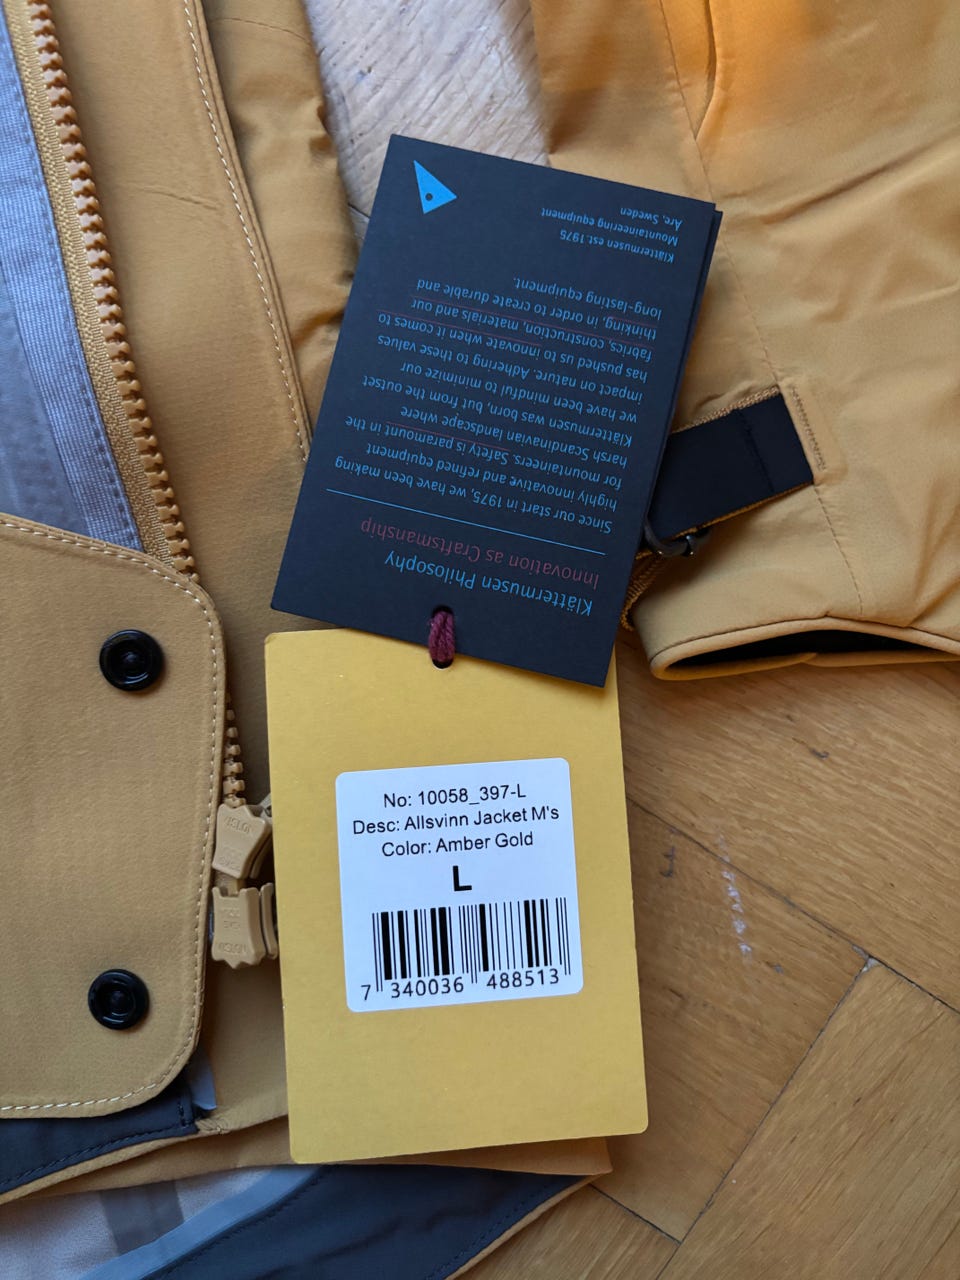 Klättermusen Philosophy
Innovation as Craftsmanship
Since our start in 1975, we have been making
highly innovative and refined equipment
for mountaineers. Safety is paramount in the
harsh Scandinavian landscape where
Klättermusen was born, but from the outset
we have been mindful to minimize our
impact on nature. Adhering to these values
has pushed us to innovate when it comes to
fabrics, construction, materials and our
thinking, in order to create durable and
long-lasting equipment.
Klättermusen est.1975
Mountaineering equipment
Åre, Sweden
No: 10058_397-L
Desc: Allsvinn Jacket M's
Color: Amber Gold
L
7 340036 488513